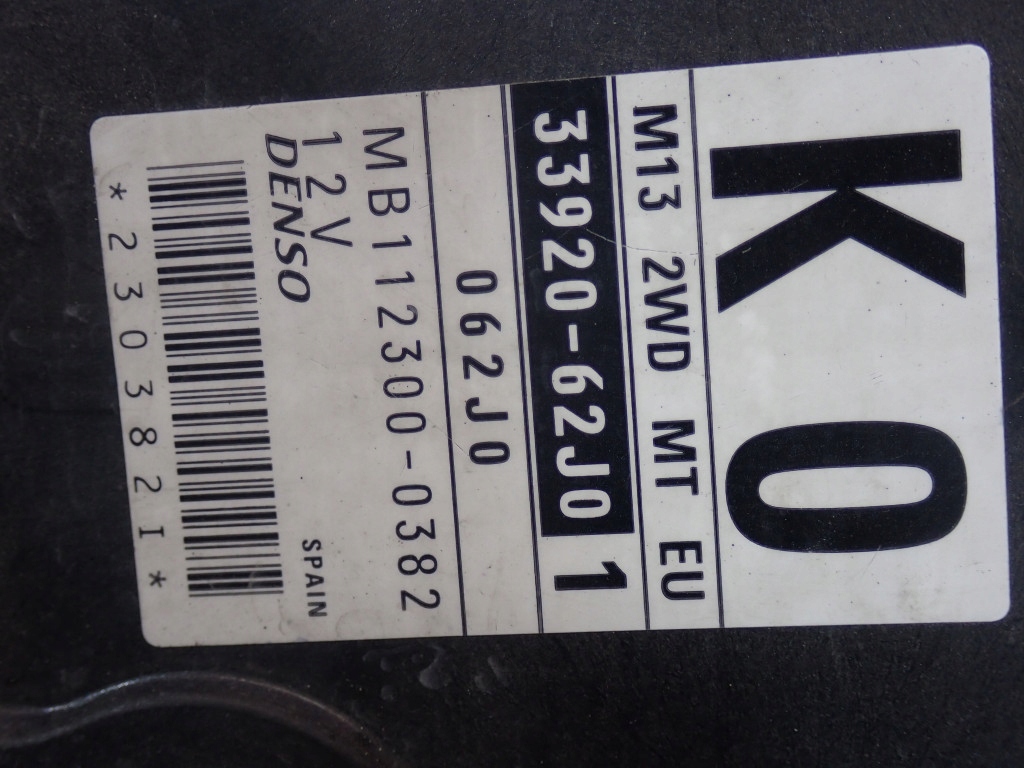 K0
M13 2WD MT EU
33920-62J0 1
062J0
MB112300-0382
12V
DENSO SPAIN
*230382I*